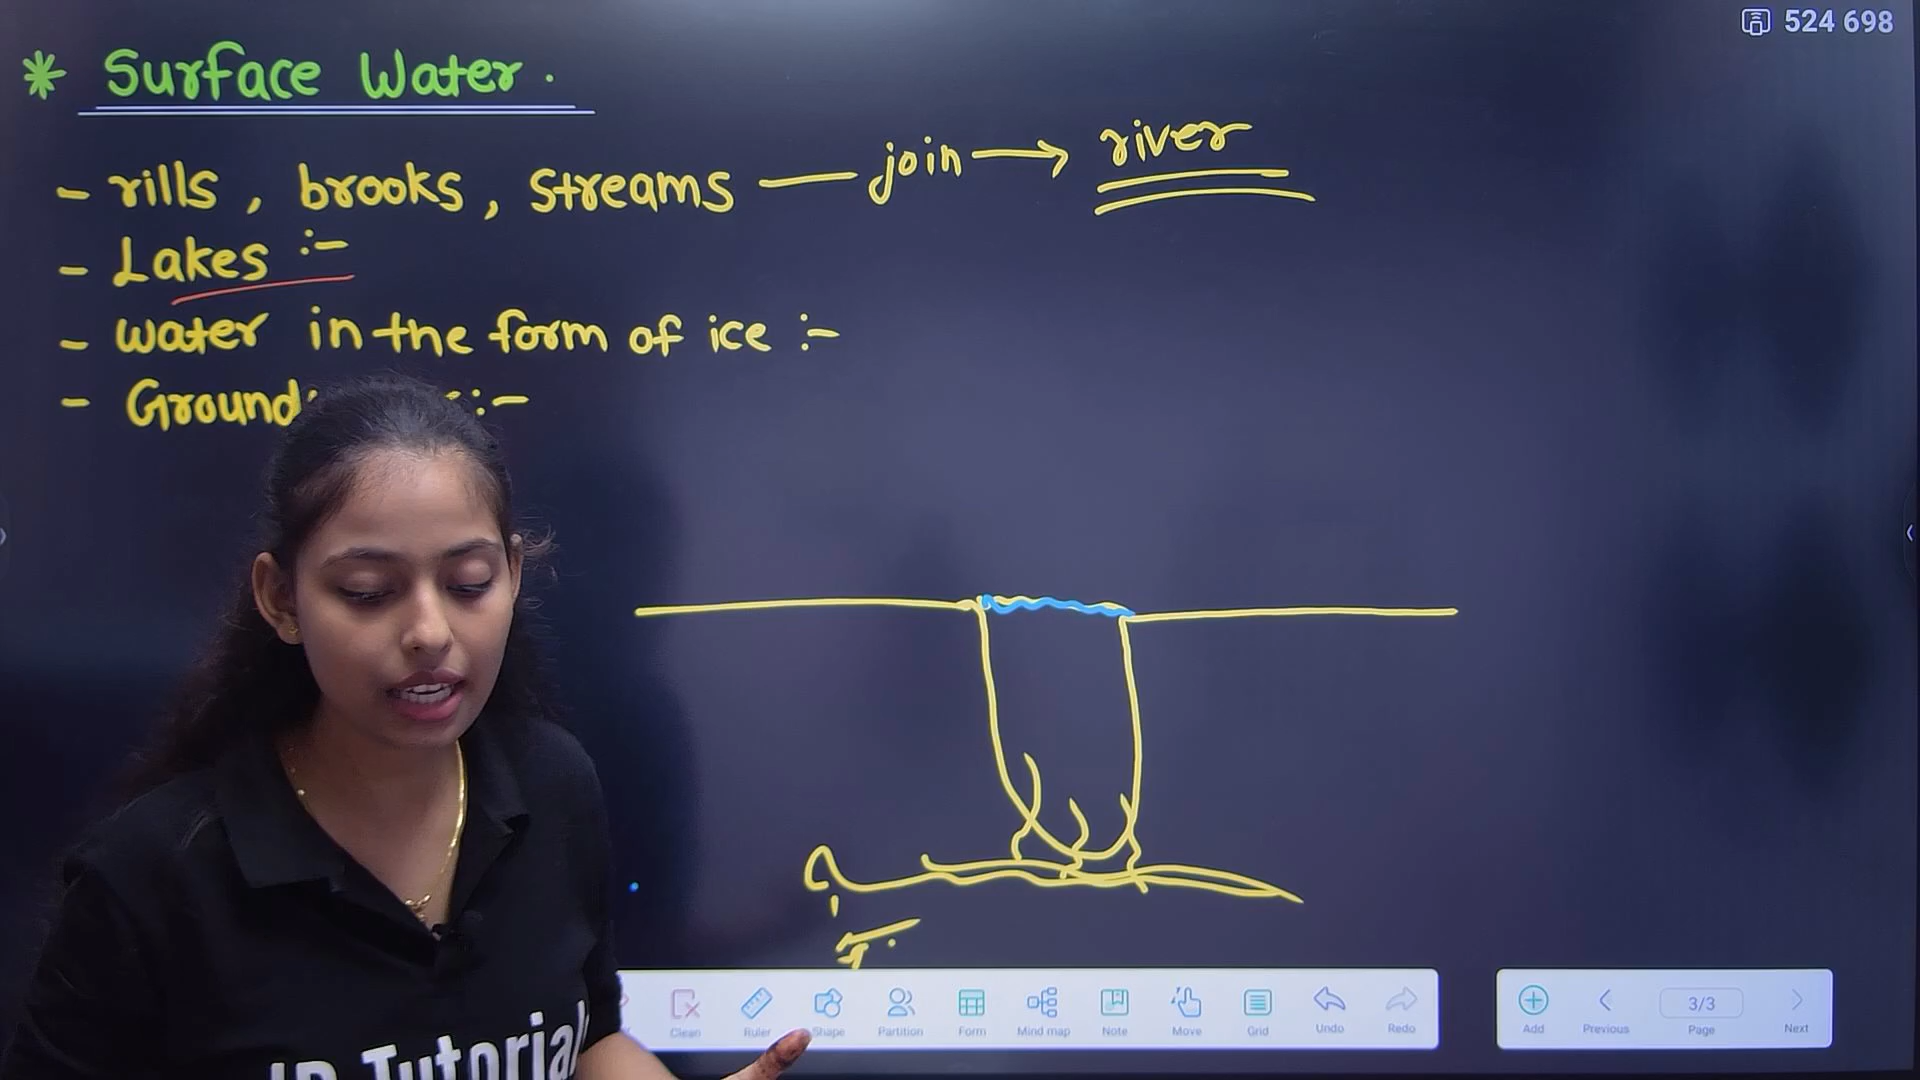 524 698
* Surface Water.
- rills, brooks, streams — join → river
- Lakes :-
- water in the form of ice :-
- Ground :-
Tutorial
Clean Ruler Shape Partition Form Mind map Note Move Grid Undo Redo
Add Previous 3/3 Page Next